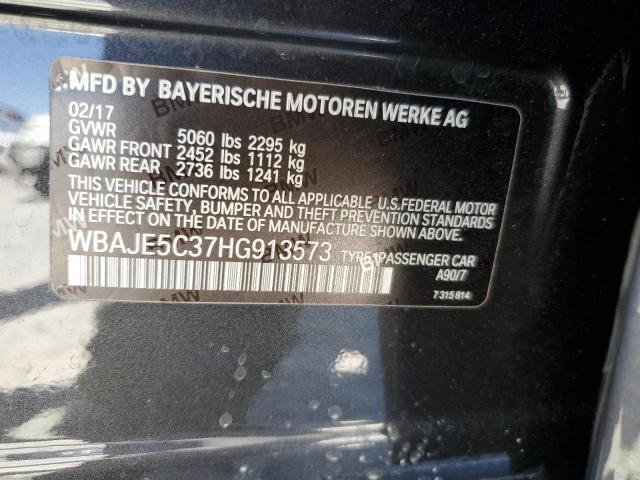 MFD BY BAYERISCHE MOTOREN WERKE AG
02/17
GVWR 5060 lbs 2295 kg
GAWR FRONT 2452 lbs 1112 kg
GAWR REAR 2736 lbs 1241 kg
THIS VEHICLE CONFORMS TO ALL APPLICABLE U.S.FEDERAL MOTOR
VEHICLE SAFETY, BUMPER AND THEFT PREVENTION STANDARDS
IN EFFECT ON THE DATE OF MANUFACTURE SHOWN ABOVE.
WBAJE5C37HG913573 TYPE:PASSENGER CAR
A90/7
7315814